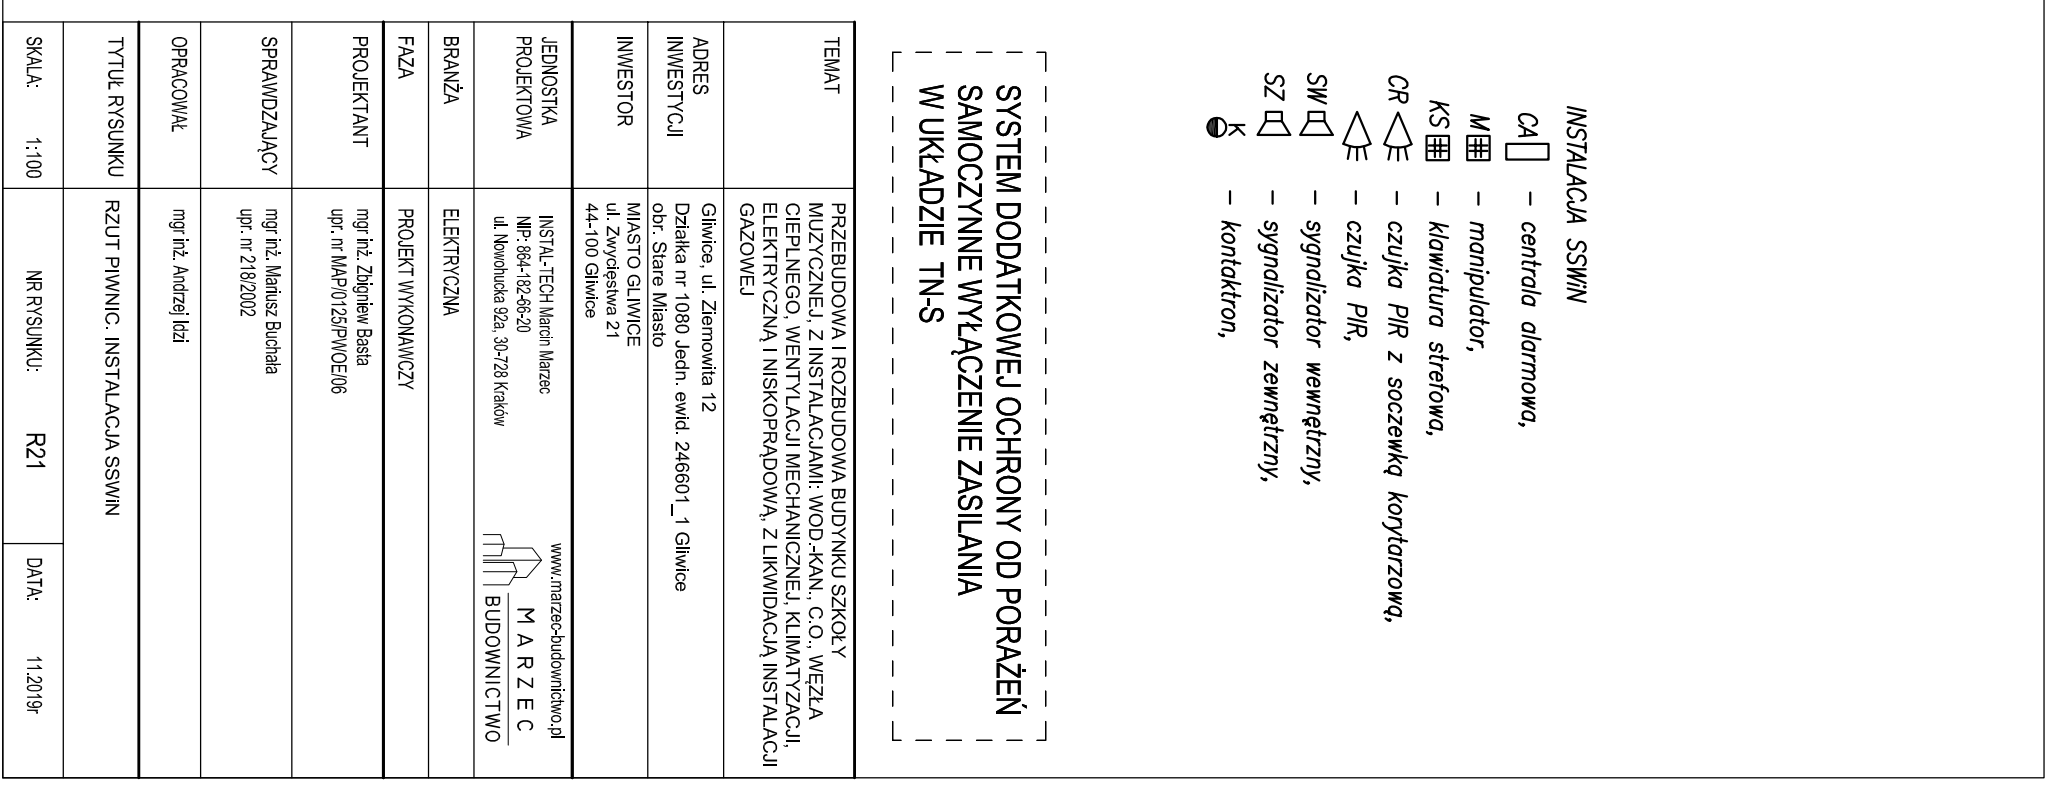 INSTALACJA SSWiN
CA – centrala alarmowa,
M – manipulator,
KS – klawiatura strefowa,
CR – czujka PIR z soczewką korytarzową,
– czujka PIR,
SW – sygnalizator wewnętrzny,
SZ – sygnalizator zewnętrzny,
K – kontaktron,
SYSTEM DODATKOWEJ OCHRONY OD PORAŻEŃ
SAMOCZYNNE WYŁĄCZENIE ZASILANIA
W UKŁADZIE TN-S
TEMAT
PRZEBUDOWA I ROZBUDOWA BUDYNKU SZKOŁY
MUZYCZNEJ, Z INSTALACJAMI: WOD.-KAN., C.O., WĘZŁA
CIEPLNEGO, WENTYLACJI MECHANICZNEJ, KLIMATYZACJI,
ELEKTRYCZNĄ I NISKOPRĄDOWĄ, Z LIKWIDACJĄ INSTALACJI
GAZOWEJ
ADRES
INWESTYCJI
Gliwice, ul. Ziemowita 12
Działka nr 1080 Jedn. ewid. 246601_1 Gliwice
obr. Stare Miasto
INWESTOR
MIASTO GLIWICE
ul. Zwycięstwa 21
44-100 Gliwice
JEDNOSTKA
PROJEKTOWA
INSTAL-TECH Marcin Marzec
NIP: 864-182-66-20
ul. Nowohucka 92a, 30-728 Kraków
www.marzec-budownictwo.pl
MARZEC
BUDOWNICTWO
BRANŻA
ELEKTRYCZNA
FAZA
PROJEKT WYKONAWCZY
PROJEKTANT
mgr inż. Zbigniew Basta
upr. nr MAP/0125/PWOE/06
SPRAWDZAJĄCY
mgr inż. Mariusz Buchała
upr. nr 218/2002
OPRACOWAŁ
mgr inż. Andrzej Idzi
TYTUŁ RYSUNKU
RZUT PIWNIC. INSTALACJA SSWiN
SKALA: 1:100
NR RYSUNKU: R21
DATA: 11.2019r